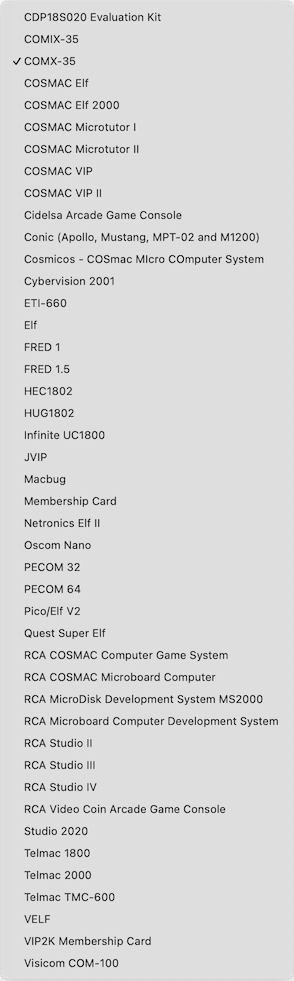 CDP18S020 Evaluation Kit
COMIX-35
✓ COMX-35
COSMAC Elf
COSMAC Elf 2000
COSMAC Microtutor I
COSMAC Microtutor II
COSMAC VIP
COSMAC VIP II
Cidelsa Arcade Game Console
Conic (Apollo, Mustang, MPT-02 and M1200)
Cosmicos - COSmac MIcro COmputer System
Cybervision 2001
ETI-660
Elf
FRED 1
FRED 1.5
HEC1802
HUG1802
Infinite UC1800
JVIP
Macbug
Membership Card
Netronics Elf II
Oscom Nano
PECOM 32
PECOM 64
Pico/Elf V2
Quest Super Elf
RCA COSMAC Computer Game System
RCA COSMAC Microboard Computer
RCA MicroDisk Development System MS2000
RCA Microboard Computer Development System
RCA Studio II
RCA Studio III
RCA Studio IV
RCA Video Coin Arcade Game Console
Studio 2020
Telmac 1800
Telmac 2000
Telmac TMC-600
VELF
VIP2K Membership Card
Visicom COM-100